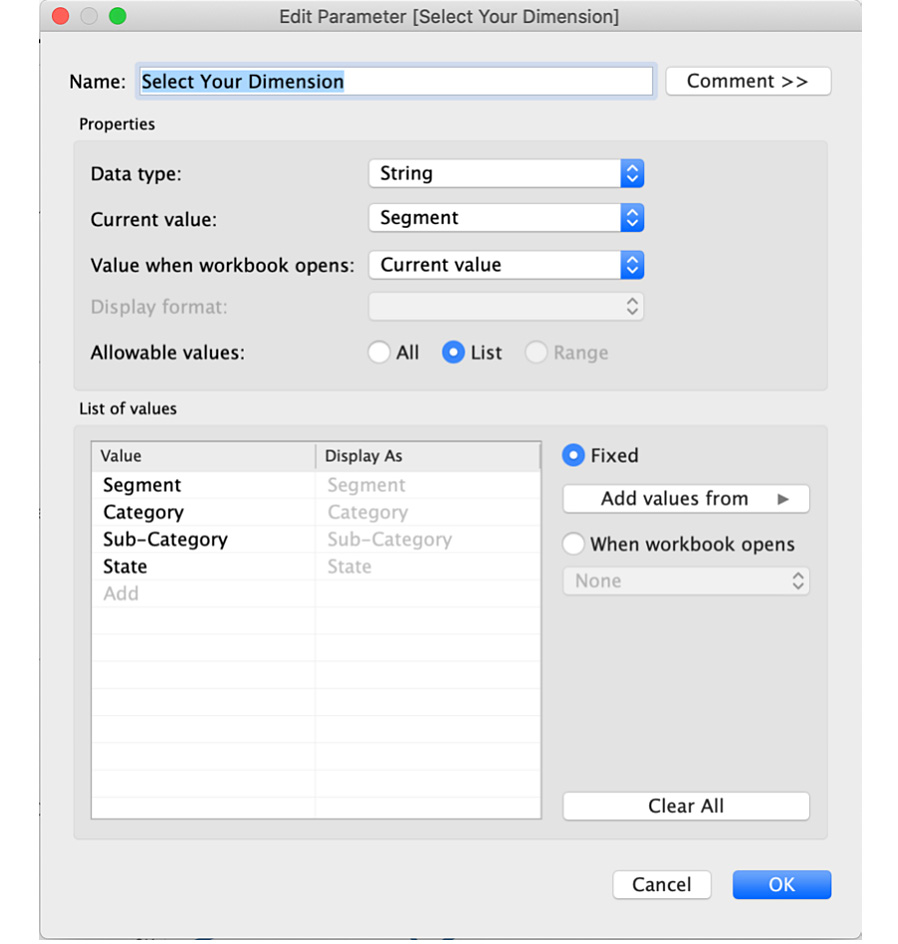 Edit Parameter [Select Your Dimension]
Name: Select Your Dimension Comment >>
Properties
Data type: String
Current value: Segment
Value when workbook opens: Current value
Display format:
Allowable values: All List Range
List of values
Value Display As
Segment Segment
Category Category
Sub-Category Sub-Category
State State
Add
Fixed
Add values from
When workbook opens
None
Clear All
Cancel OK